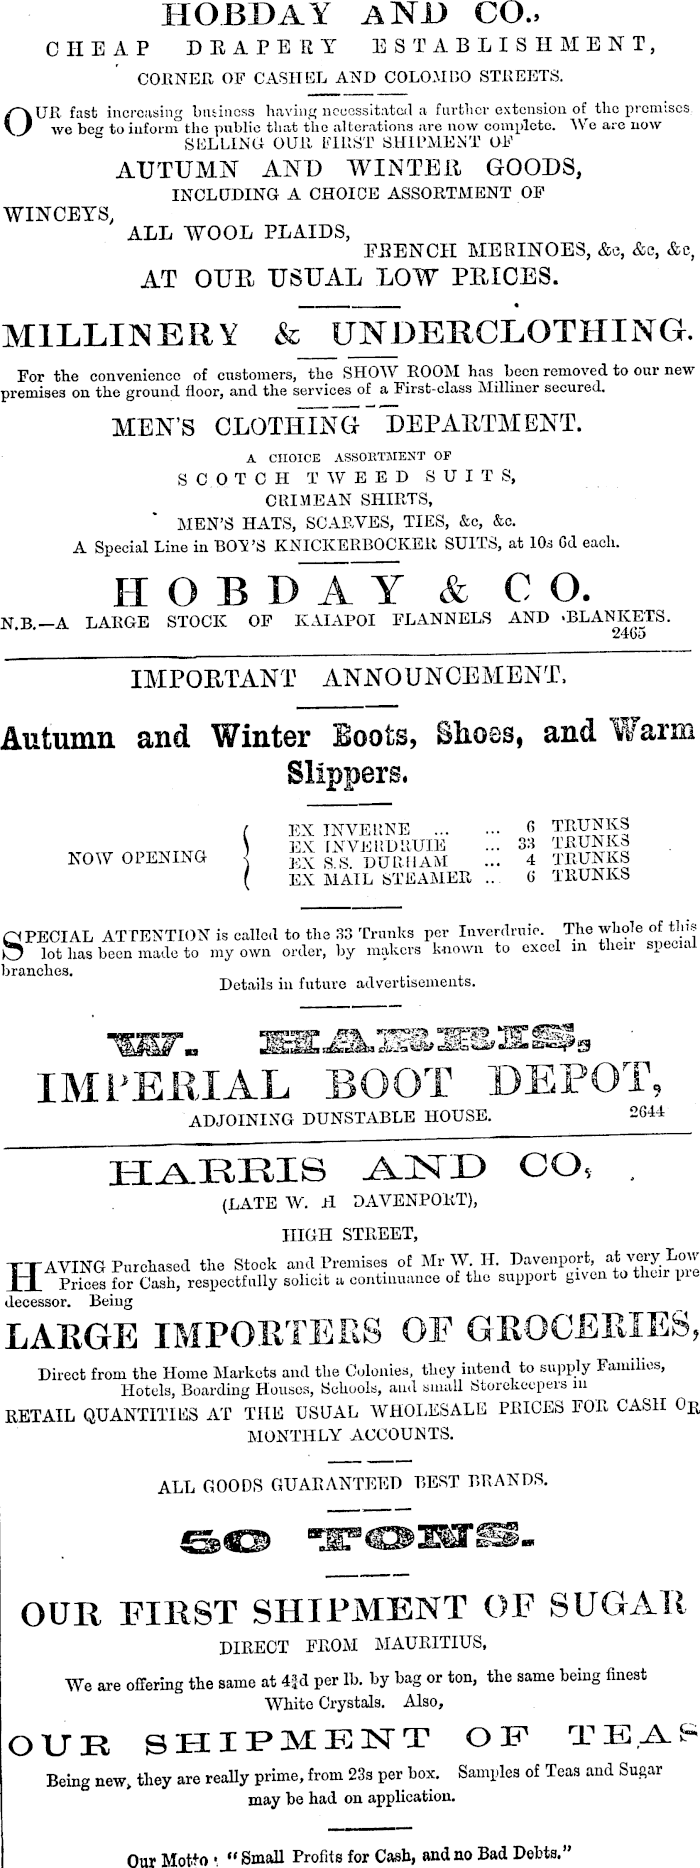 HOBDAY AND CO.,
CHEAP DRAPERY ESTABLISHMENT,
CORNER OF CASHEL AND COLOMBO STREETS.
OUR fast increasing business having necessitated a further extension of the premises
we beg to inform the public that the alterations are now complete. We are now
SELLING OUR FIRST SHIPMENT OF
AUTUMN AND WINTER GOODS,
INCLUDING A CHOICE ASSORTMENT OF
WINCEYS,
ALL WOOL PLAIDS,
FRENCH MERINOES, &c, &c, &c,
AT OUR USUAL LOW PRICES.
MILLINERY & UNDERCLOTHING.
For the convenience of customers, the SHOW ROOM has been removed to our new
premises on the ground floor, and the services of a First-class Milliner secured.
MEN'S CLOTHING DEPARTMENT.
A CHOICE ASSORTMENT OF
SCOTCH TWEED SUITS,
CRIMEAN SHIRTS,
MEN'S HATS, SCARVES, TIES, &c, &c.
A Special Line in BOY'S KNICKERBOCKER SUITS, at 10s 6d each.
HOBDAY & CO.
N.B.—A LARGE STOCK OF KAIAPOI FLANNELS AND BLANKETS.
2465
IMPORTANT ANNOUNCEMENT.
Autumn and Winter Boots, Shoes, and Warm
Slippers.
NOW OPENING
EX INVERNE ... ... 6 TRUNKS
EX INVERDRUIE ... 33 TRUNKS
EX S.S. DURHAM ... 4 TRUNKS
EX MAIL STEAMER ... 6 TRUNKS
SPECIAL ATTENTION is called to the 33 Trunks per Inverdruie. The whole of this
lot has been made to my own order, by makers known to excel in their special
branches.
Details in future advertisements.
W. HARRIS,
IMPERIAL BOOT DEPOT,
ADJOINING DUNSTABLE HOUSE. 2644
HARRIS AND CO,
(LATE W. H DAVENPORT),
HIGH STREET,
HAVING Purchased the Stock and Premises of Mr W. H. Davenport, at very Low
Prices for Cash, respectfully solicit a continuance of the support given to their pre
decessor. Being
LARGE IMPORTERS OF GROCERIES,
Direct from the Home Markets and the Colonies, they intend to supply Families,
Hotels, Boarding Houses, Schools, and small Storekeepers in
RETAIL QUANTITIES AT THE USUAL WHOLESALE PRICES FOR CASH OR
MONTHLY ACCOUNTS.
ALL GOODS GUARANTEED BEST BRANDS.
50 TONS.
OUR FIRST SHIPMENT OF SUGAR
DIRECT FROM MAURITIUS,
We are offering the same at 4¾d per lb. by bag or ton, the same being finest
White Crystals. Also,
OUR SHIPMENT OF TEAS
Being new, they are really prime, from 23s per box. Samples of Teas and Sugar
may be had on application.
Our Motto: "Small Profits for Cash, and no Bad Debts."